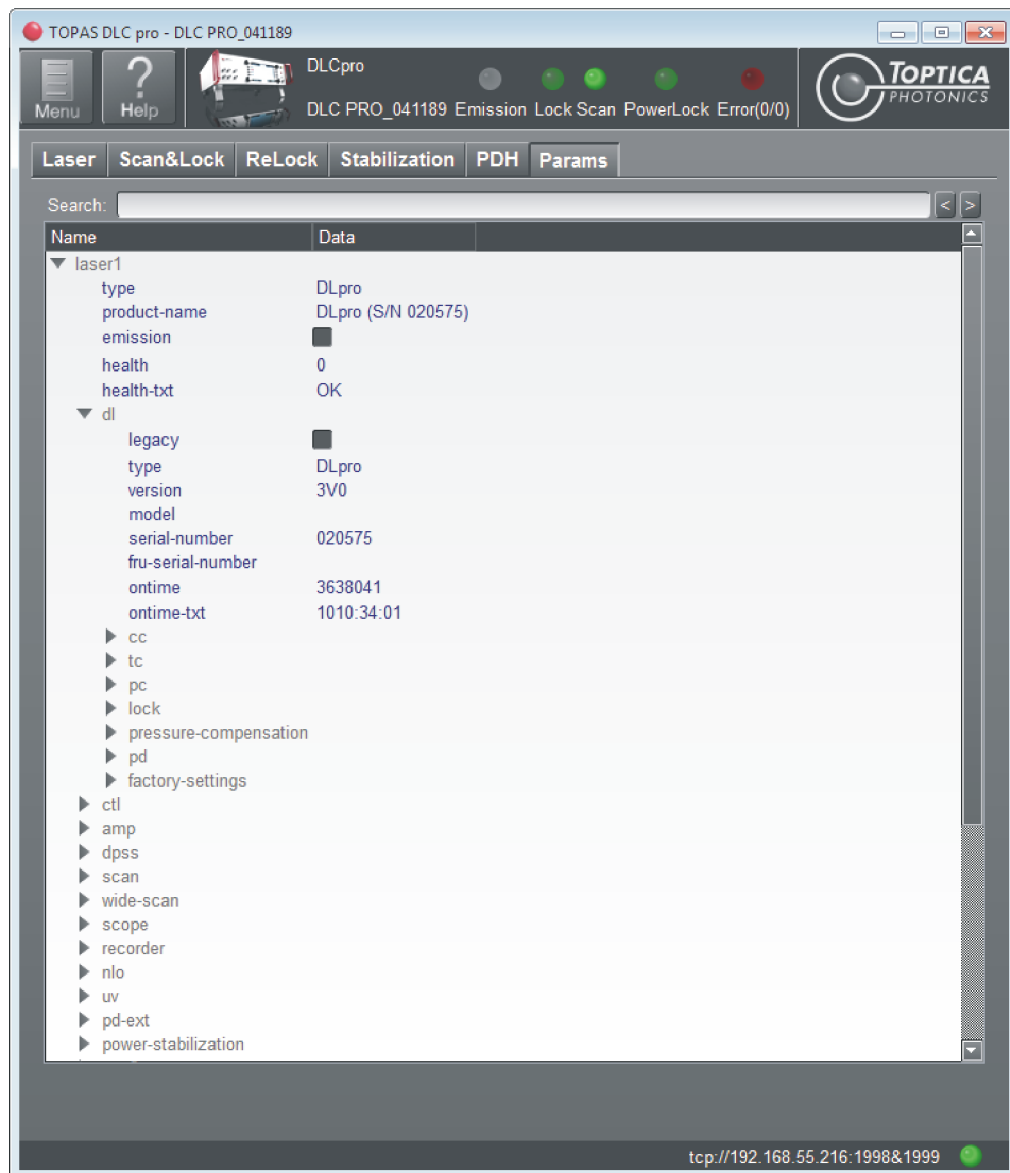 TOPAS DLC pro - DLC PRO_041189
Menu
Help
DLCpro
DLC PRO_041189 Emission Lock Scan PowerLock Error(0/0)
TOPTICA
PHOTONICS
Laser Scan&Lock ReLock Stabilization PDH Params
Search: < >
Name Data
laser1
type DLpro
product-name DLpro (S/N 020575)
emission
health 0
health-txt OK
dl
legacy
type DLpro
version 3V0
model
serial-number 020575
fru-serial-number
ontime 3638041
ontime-txt 1010:34:01
cc
tc
pc
lock
pressure-compensation
pd
factory-settings
ctl
amp
dpss
scan
wide-scan
scope
recorder
nlo
uv
pd-ext
power-stabilization
tcp://192.168.55.216:1998&1999